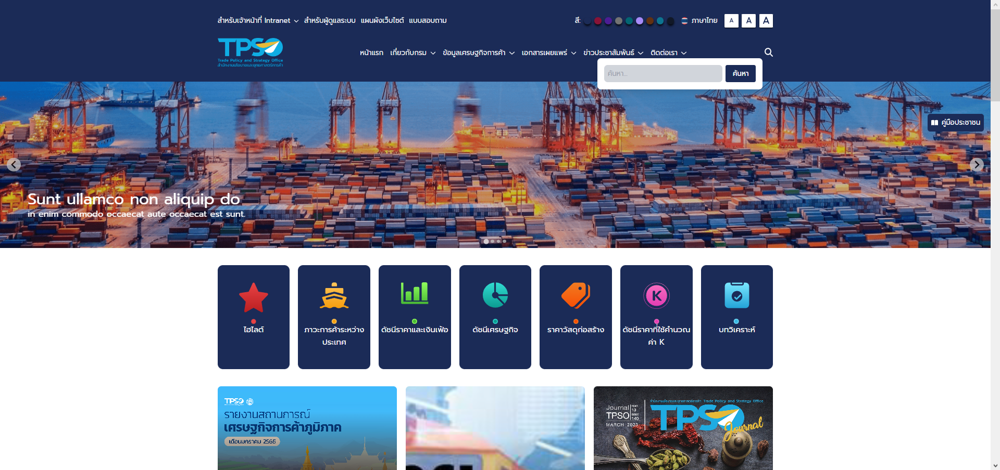 สำหรับเจ้าหน้าที่ Intranet สำหรับผู้ดูแลระบบ แผนผังเว็บไซต์ แบบสอบถาม
สี: ภาษาไทย A A A
TPSO
Trade Policy and Strategy Office
สำนักงานนโยบายและยุทธศาสตร์การค้า
หน้าแรก เกี่ยวกับกรม ข้อมูลเศรษฐกิจการค้า เอกสารเผยแพร่ ข่าวประชาสัมพันธ์ ติดต่อเรา
ค้นหา... ค้นหา
คู่มือประชาชน
Sunt ullamco non aliquip do
in enim commodo occaecat aute occaecat est sunt.
ไฮไลต์
ภาวะการค้าระหว่าง
ประเทศ
ดัชนีราคาและเงินเฟ้อ
ดัชนีเศรษฐกิจ
ราคาวัสดุก่อสร้าง
K
ดัชนีราคาที่ใช้คำนวณ
ค่า K
บทวิเคราะห์
TPSO
รายงานสถานการณ์
เศรษฐกิจการค้าภูมิภาค
เดือนมกราคม 2566
สำนักงานนโยบายและยุทธศาสตร์การค้า Trade Policy and Strategy Office
Journal YEAR 13
TPSO ISSUE 140
MARCH 2023
TPSO
Journal